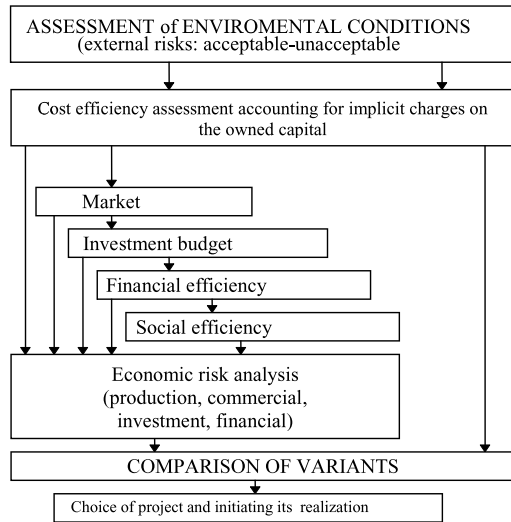 ASSESSMENT of ENVIROMENTAL CONDITIONS
(external risks: acceptable-unacceptable
Cost efficiency assessment accounting for implicit charges on
the owned capital
Market
Investment budget
Financial efficiency
Social efficiency
Economic risk analysis
(production, commercial,
investment, financial)
COMPARISON OF VARIANTS
Choice of project and initiating its realization